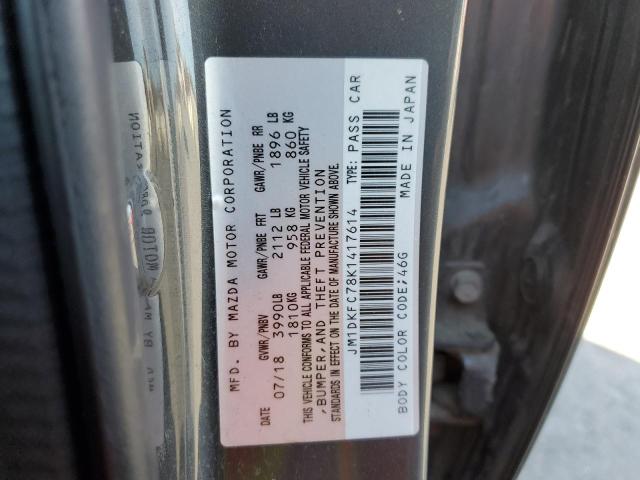 MFD. BY MAZDA MOTOR CORPORATION
GVWR/PNBV GAWR/PNBE FRT GAWR/PNBE RR
DATE 07/18 3990LB 2112 LB 1896 LB
1810KG 958 KG 860 KG
THIS VEHICLE CONFORMS TO ALL APPLICABLE FEDERAL MOTOR VEHICLE SAFETY
,BUMPER,AND THEFT PREVENTION
STANDARDS IN EFFECT ON THE DATE OF MANUFACTURE SHOWN ABOVE.
JM1DKFC78K1417614 TYPE: PASS CAR
BODY COLOR CODE;46G MADE IN JAPAN